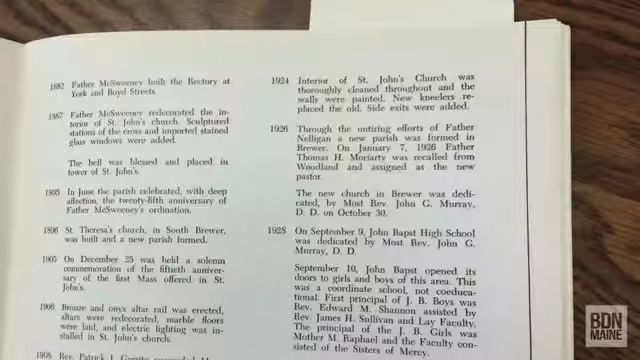 1882 Father McSweeney built the Rectory at
York and Boyd Streets.
1887 Father McSweeney redecorated the in-
terior of St. John's church. Sculptured
stations of the cross and imported stained
glass windows were added.
The bell was blessed and placed in
tower of St. John's.
1895 In June the parish celebrated, with deep
affection, the twenty-fifth anniversary of
Father McSweeney's ordination.
1896 St. Theresa's church, in South Brewer,
was built and a new parish formed.
1905 On December 25 was held a solemn
commemoration of the fiftieth anniver-
sary of the first Mass offered in St.
John's.
1906 Bronze and onyx altar rail was erected,
altars were redecorated, marble floors
were laid, and electric lighting was in-
stalled in St. John's church.
1908 Rev. Patrick J. Garrity
1924 Interior of St. John's Church was
thoroughly cleaned throughout and the
walls were painted. New kneelers re-
placed the old. Side exits were added.
1926 Through the untiring efforts of Father
Nelligan a new parish was formed in
Brewer. On January 7, 1926 Father
Thomas H. Moriarty was recalled from
Woodland and assigned as the new
pastor.
The new church in Brewer was dedi-
cated, by Most Rev. John G. Murray,
D. D. on October 30.
1928 On September 9, John Bapst High School
was dedicated by Most Rev. John G.
Murray, D. D.
September 10, John Bapst opened its
doors to girls and boys of this area. This
was a coordinate school, not coeduca-
tional. First principal of J. B. Boys was
Rev. Edward M. Shannon assisted by
Rev. James H. Sullivan and Lay Faculty.
The principal of the J. B. Girls was
Mother M. Raphael and the Faculty con-
sisted of the Sisters of Mercy.
BDN
MAINE